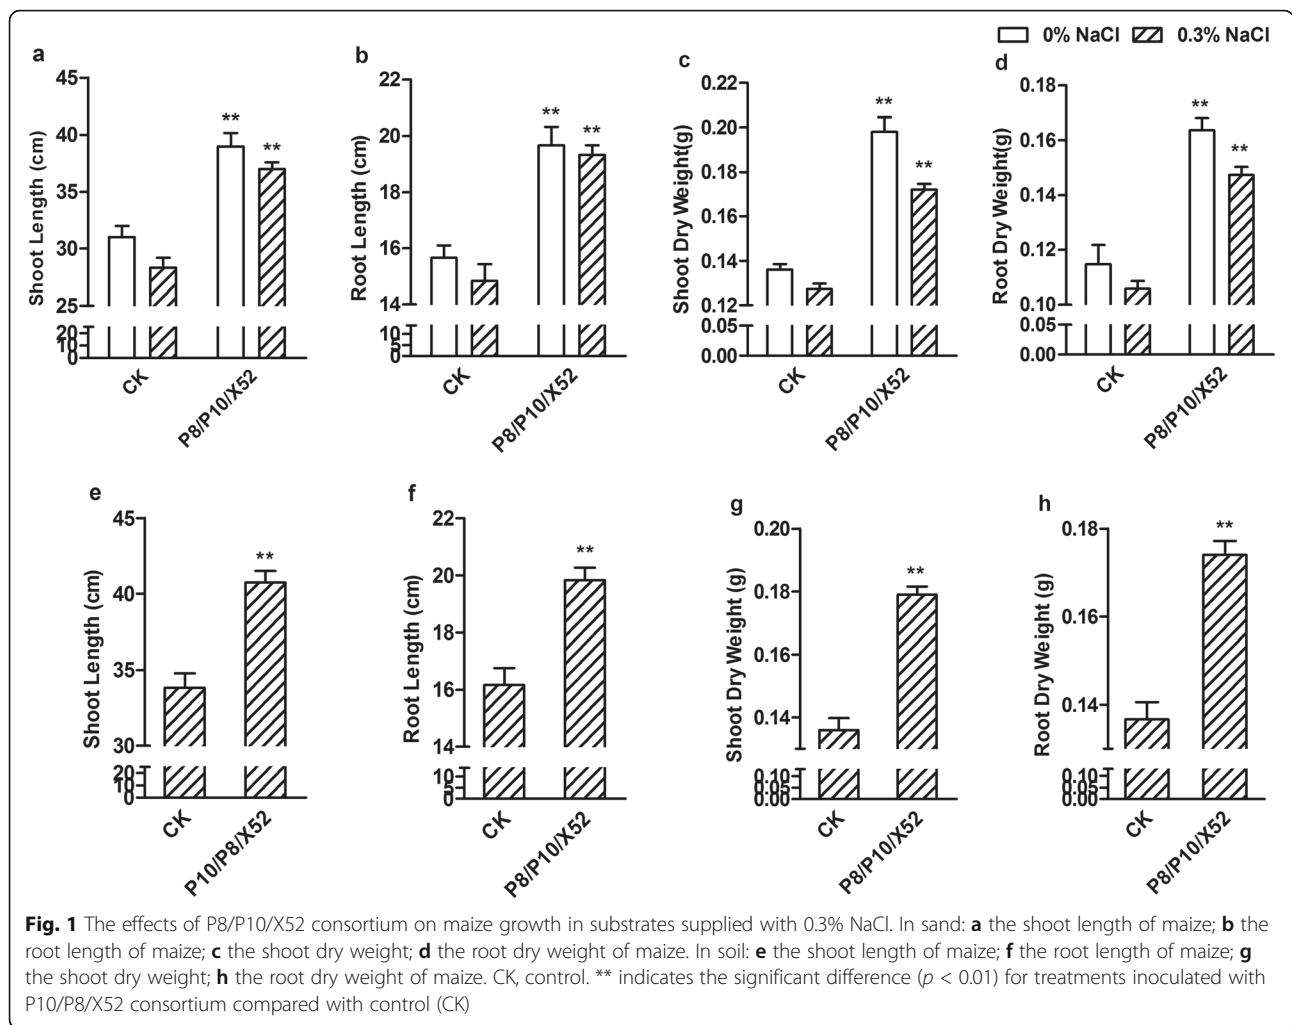 0% NaCl 0.3% NaCl
a
Shoot Length (cm)
45
40
35
30
25
20
10
0
CK
P8/P10/X52
**
**
b
Root Length (cm)
22
20
18
16
14
10
5
0
CK
P8/P10/X52
**
**
c
Shoot Dry Weight(g)
0.22
0.20
0.18
0.16
0.14
0.12
0.05
0.00
CK
P8/P10/X52
**
**
d
Root Dry Weight(g)
0.18
0.16
0.14
0.12
0.10
0.05
0.00
CK
P8/P10/X52
**
**
e
Shoot Length (cm)
45
40
35
30
20
10
0
CK
P10/P8/X52
**
f
Root Length (cm)
22
20
18
16
14
10
5
0
CK
P8/P10/X52
**
g
Shoot Dry Weight (g)
0.20
0.18
0.16
0.14
0.10
0.05
0.00
CK
P8/P10/X52
**
h
Root Dry Weight (g)
0.18
0.16
0.14
0.10
0.05
0.00
CK
P8/P10/X52
**
Fig. 1 The effects of P8/P10/X52 consortium on maize growth in substrates supplied with 0.3% NaCl. In sand: a the shoot length of maize; b the
root length of maize; c the shoot dry weight; d the root dry weight of maize. In soil: e the shoot length of maize; f the root length of maize; g
the shoot dry weight; h the root dry weight of maize. CK, control. ** indicates the significant difference (p < 0.01) for treatments inoculated with
P10/P8/X52 consortium compared with control (CK)